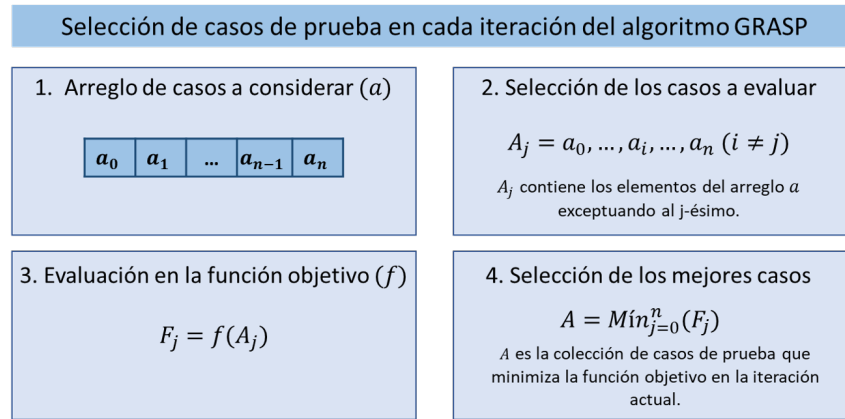 Selección de casos de prueba en cada iteración del algoritmo GRASP
1. Arreglo de casos a considerar (a)
a₀ a₁ ... aₙ₋₁ aₙ
2. Selección de los casos a evaluar
Aⱼ = a₀, ..., aᵢ, ..., aₙ (i ≠ j)
Aⱼ contiene los elementos del arreglo a
exceptuando al j-ésimo.
3. Evaluación en la función objetivo (f)
Fⱼ = f(Aⱼ)
4. Selección de los mejores casos
A = Mínⁿⱼ₌₀(Fⱼ)
A es la colección de casos de prueba que
minimiza la función objetivo en la iteración
actual.